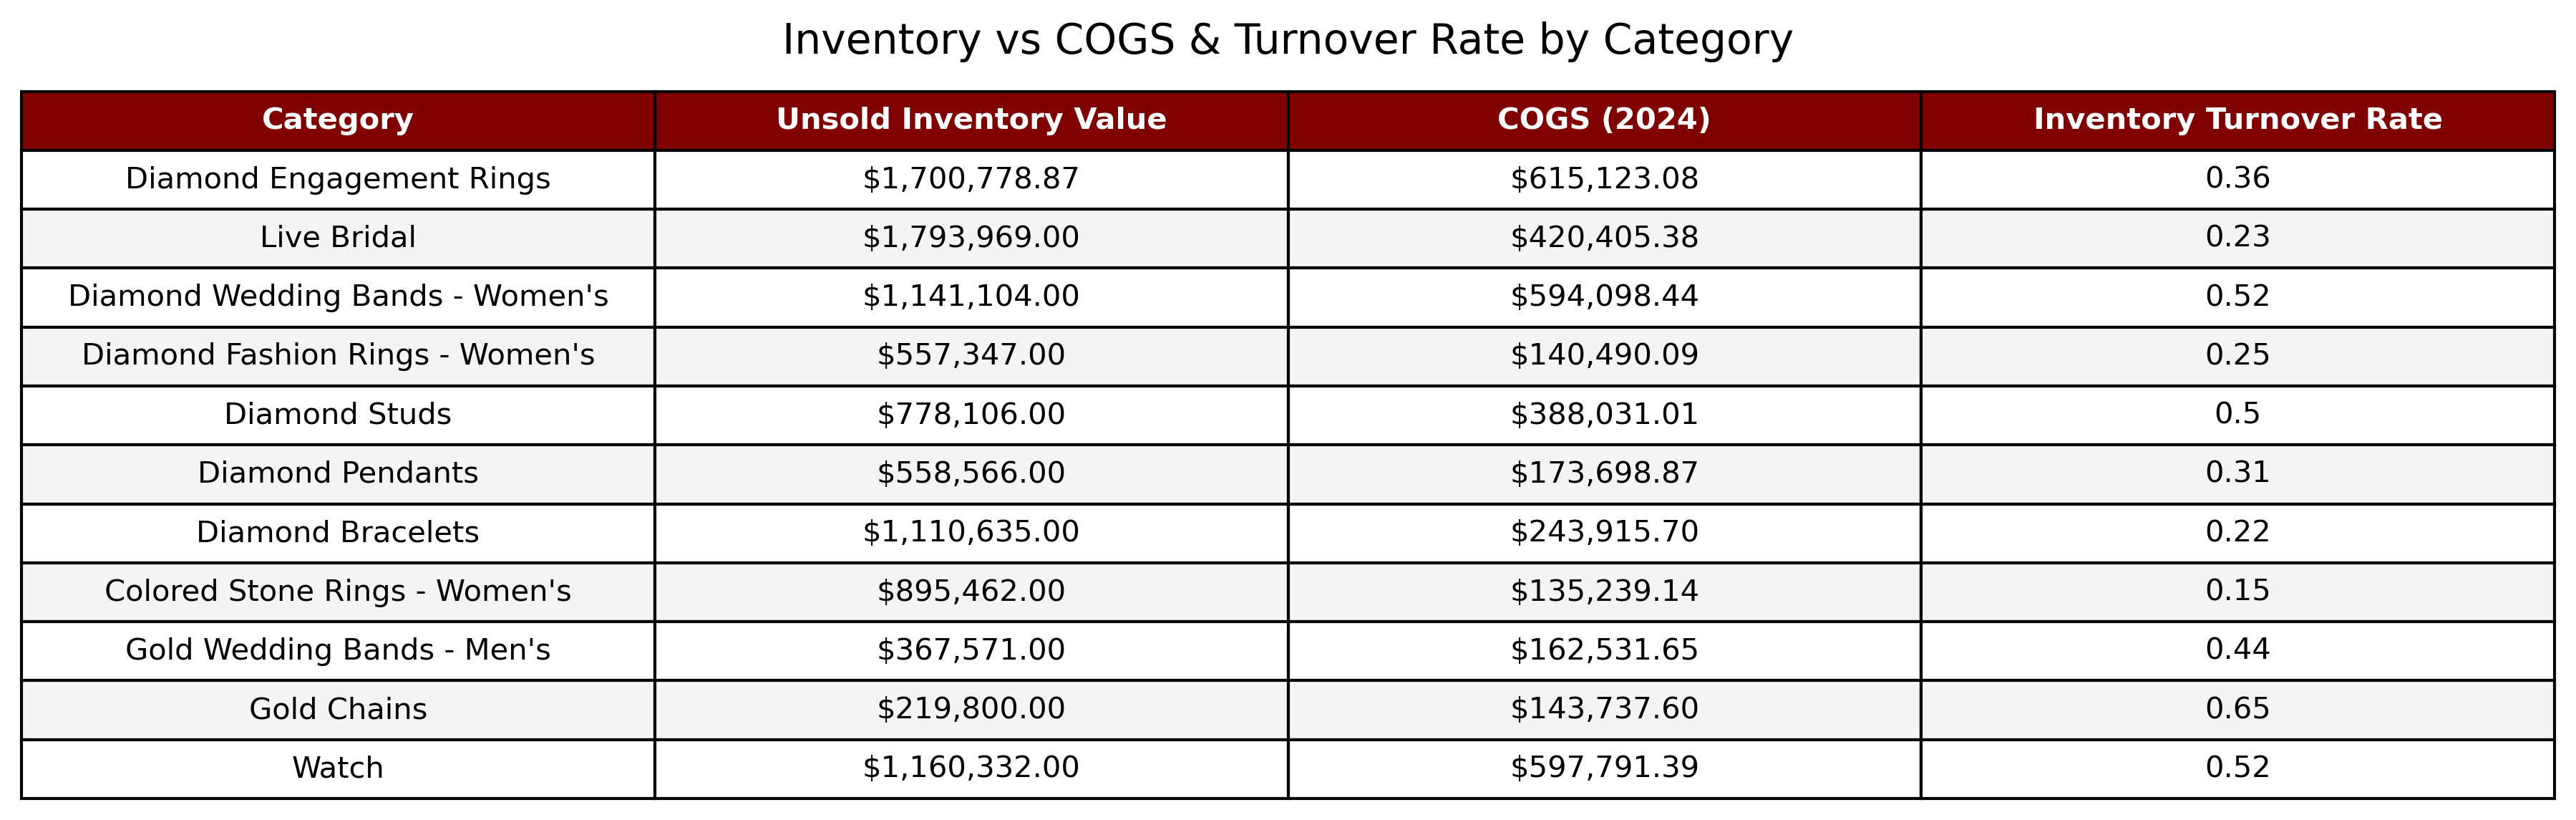 Inventory vs COGS & Turnover Rate by Category
Category Unsold Inventory Value COGS (2024) Inventory Turnover Rate
Diamond Engagement Rings $1,700,778.87 $615,123.08 0.36
Live Bridal $1,793,969.00 $420,405.38 0.23
Diamond Wedding Bands - Women's $1,141,104.00 $594,098.44 0.52
Diamond Fashion Rings - Women's $557,347.00 $140,490.09 0.25
Diamond Studs $778,106.00 $388,031.01 0.5
Diamond Pendants $558,566.00 $173,698.87 0.31
Diamond Bracelets $1,110,635.00 $243,915.70 0.22
Colored Stone Rings - Women's $895,462.00 $135,239.14 0.15
Gold Wedding Bands - Men's $367,571.00 $162,531.65 0.44
Gold Chains $219,800.00 $143,737.60 0.65
Watch $1,160,332.00 $597,791.39 0.52